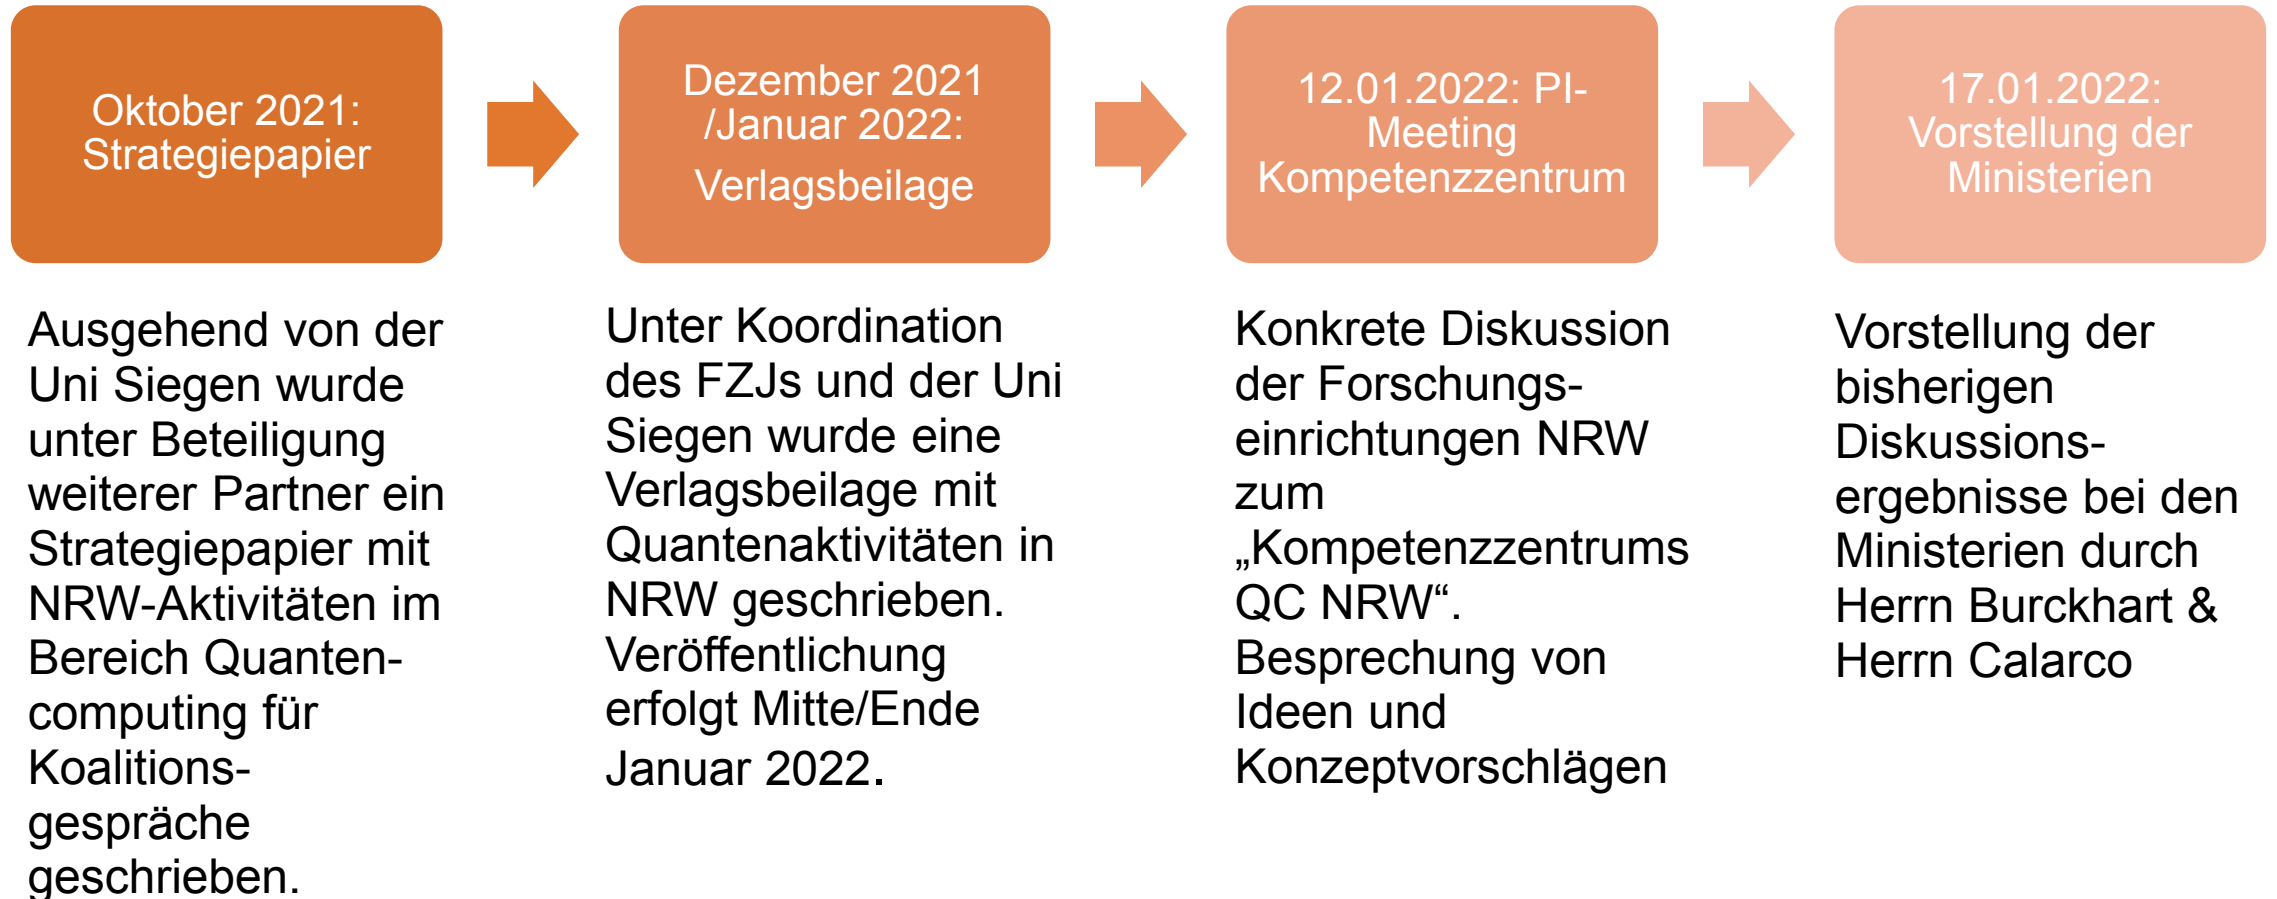 Oktober 2021:
Strategiepapier
Dezember 2021
/Januar 2022:
Verlagsbeilage
12.01.2022: PI-
Meeting
Kompetenzzentrum
17.01.2022:
Vorstellung der
Ministerien
Ausgehend von der
Uni Siegen wurde
unter Beteiligung
weiterer Partner ein
Strategiepapier mit
NRW-Aktivitäten im
Bereich Quanten-
computing für
Koalitions-
gespräche
geschrieben.
Unter Koordination
des FZJs und der Uni
Siegen wurde eine
Verlagsbeilage mit
Quantenaktivitäten in
NRW geschrieben.
Veröffentlichung
erfolgt Mitte/Ende
Januar 2022.
Konkrete Diskussion
der Forschungs-
einrichtungen NRW
zum
„Kompetenzzentrums
QC NRW“.
Besprechung von
Ideen und
Konzeptvorschlägen
Vorstellung der
bisherigen
Diskussions-
ergebnisse bei den
Ministerien durch
Herrn Burckhart &
Herrn Calarco